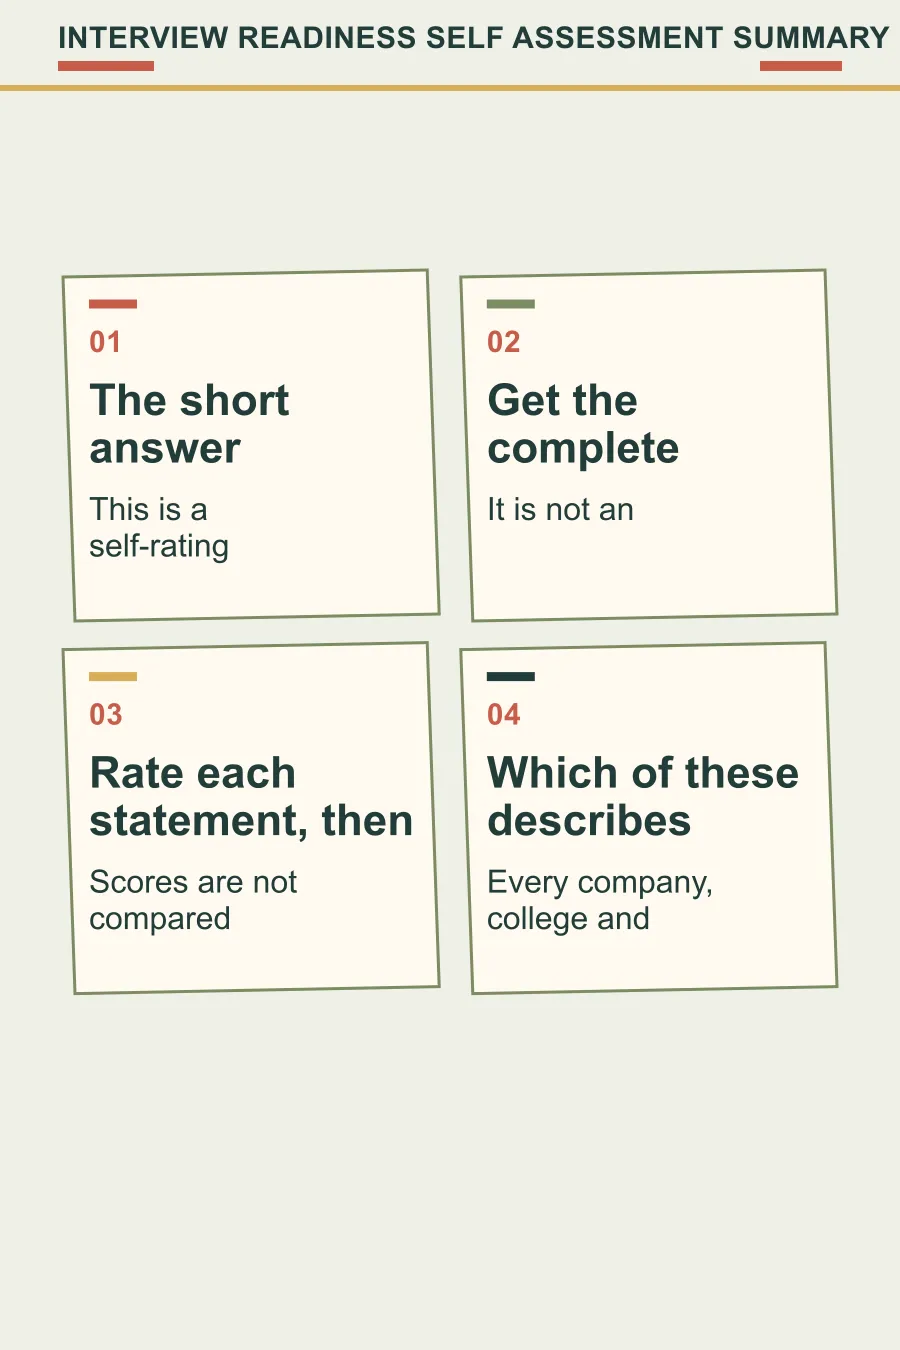 INTERVIEW READINESS SELF ASSESSMENT SUMMARY
01
The short
answer
This is a
self-rating
02
Get the
complete
It is not an
03
Rate each
statement, then
Scores are not
compared
04
Which of these
describes
Every company,
college and